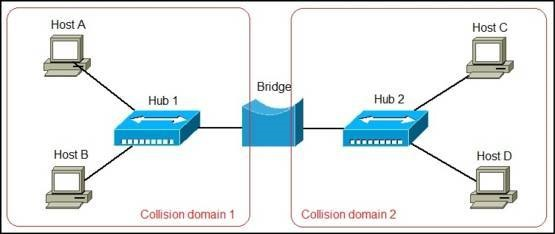 Host A
Host C
Bridge
Hub 1
Hub 2
Host B
Host D
Collision domain 1
Collision domain 2